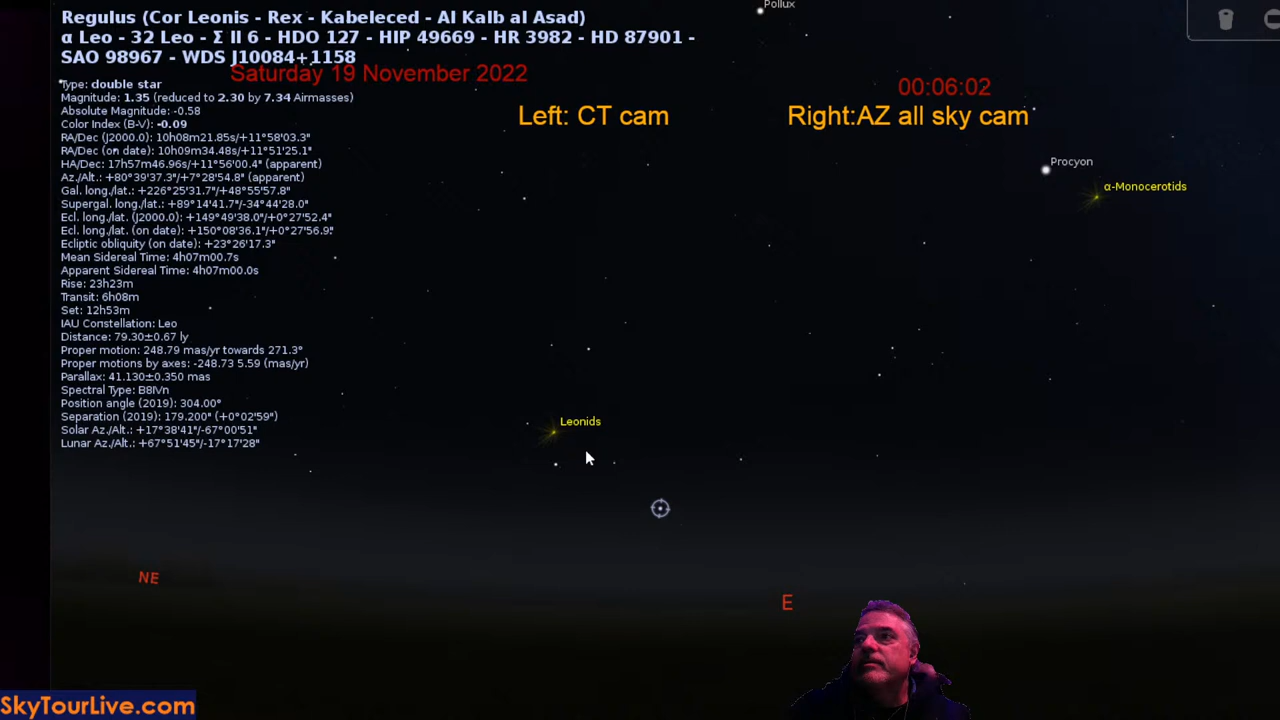 Pollux
Regulus (Cor Leonis - Rex - Kabeleced - Al Kalb al Asad)
α Leo - 32 Leo - Σ II 6 - HDO 127 - HIP 49669 - HR 3982 - HD 87901 -
SAO 98967 - WDS J10084+1158
Saturday 19 November 2022
00:06:02
Left: CT cam
Right:AZ all sky cam
Type: double star
Magnitude: 1.35 (reduced to 2.30 by 7.34 Airmasses)
Absolute Magnitude: -0.58
Color Index (B-V): -0.09
RA/Dec (J2000.0): 10h08m21.85s/+11°58'03.3"
RA/Dec (on date): 10h09m34.48s/+11°51'25.1"
HA/Dec: 17h57m46.96s/+11°56'00.4" (apparent)
Az./Alt.: +80°39'37.3"/+7°28'54.8" (apparent)
Gal. long./lat.: +226°25'31.7"/+48°55'57.8"
Supergal. long./lat.: +89°14'41.7"/-34°44'28.0"
Ecl. long./lat. (J2000.0): +149°49'38.0"/+0°27'52.4"
Ecl. long./lat. (on date): +150°08'36.1"/+0°27'56.9"
Ecliptic obliquity (on date): +23°26'17.3"
Mean Sidereal Time: 4h07m00.7s
Apparent Sidereal Time: 4h07m00.0s
Rise: 23h23m
Transit: 6h08m
Set: 12h53m
IAU Constellation: Leo
Distance: 79.30±0.67 ly
Proper motion: 248.79 mas/yr towards 271.3°
Proper motions by axes: -248.73 5.59 (mas/yr)
Parallax: 41.130±0.350 mas
Spectral Type: B8IVn
Position angle (2019): 304.00°
Separation (2019): 179.200" (+0°02'59")
Solar Az./Alt.: +17°38'41"/-67°00'51"
Lunar Az./Alt.: +67°51'45"/-17°17'28"
Procyon
α-Monocerotids
Leonids
NE
E
SkyTourLive.com